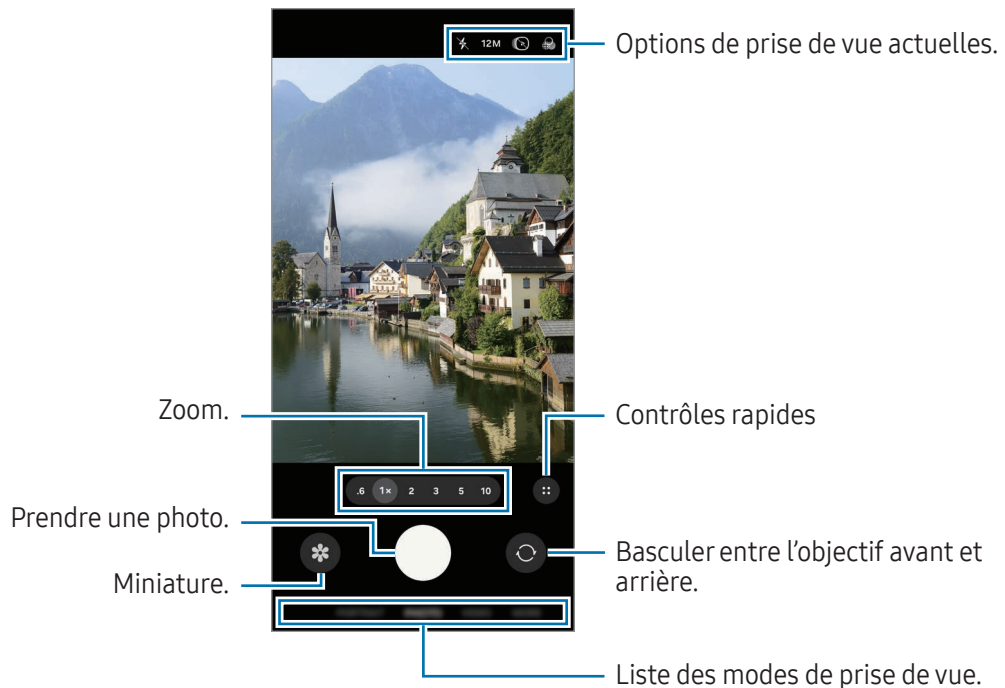 12M
Options de prise de vue actuelles.
Zoom.
Contrôles rapides
.6 1× 2 3 5 10
Prendre une photo.
Basculer entre l'objectif avant et
arrière.
Miniature.
Liste des modes de prise de vue.